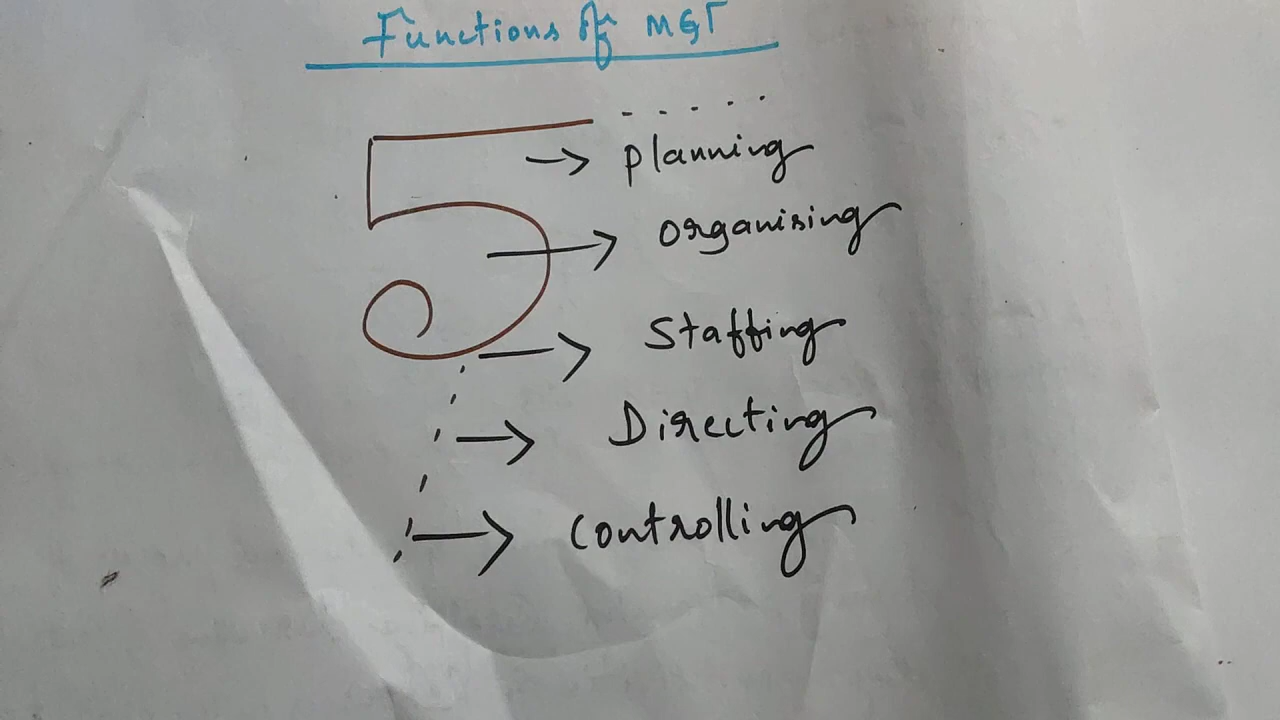 Functions of MGT
5
planning
organising
Staffing
Directing
controlling